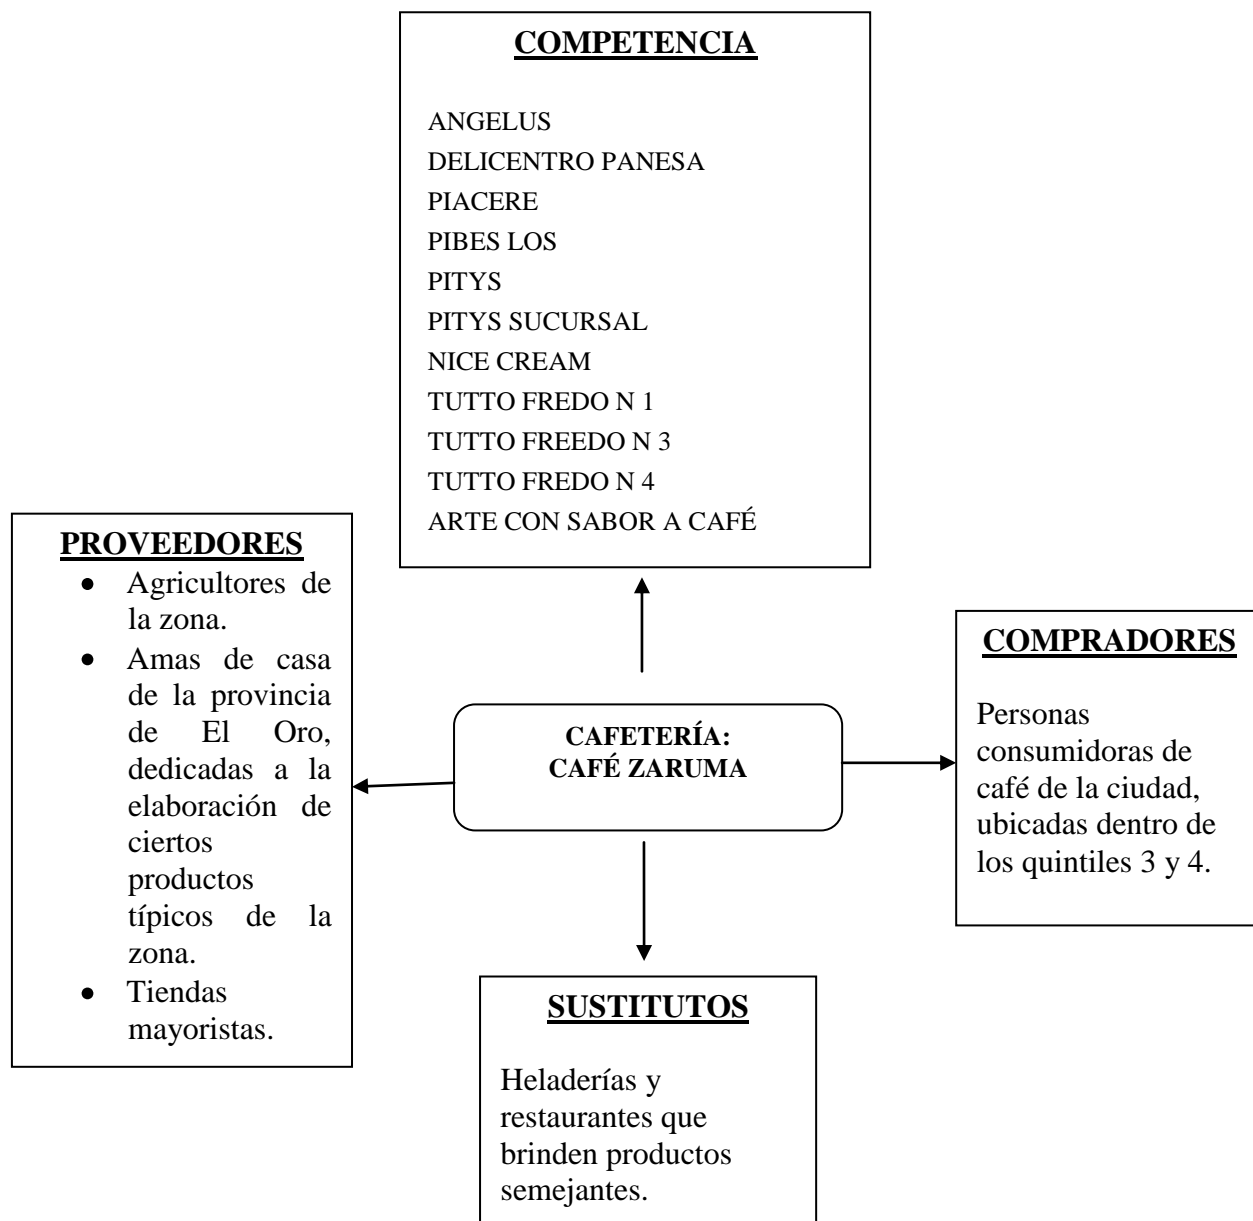 COMPETENCIA
ANGELUS
DELICENTRO PANESA
PIACERE
PIBES LOS
PITYS
PITYS SUCURSAL
NICE CREAM
TUTTO FREDO N 1
TUTTO FREEDO N 3
TUTTO FREDO N 4
ARTE CON SABOR A CAFÉ
PROVEEDORES
• Agricultores de
la zona.
• Amas de casa
de la provincia
de El Oro,
dedicadas a la
elaboración de
ciertos
productos
típicos de la
zona.
• Tiendas
mayoristas.
CAFETERÍA:
CAFÉ ZARUMA
COMPRADORES
Personas
consumidoras de
café de la ciudad,
ubicadas dentro de
los quintiles 3 y 4.
SUSTITUTOS
Heladerías y
restaurantes que
brinden productos
semejantes.